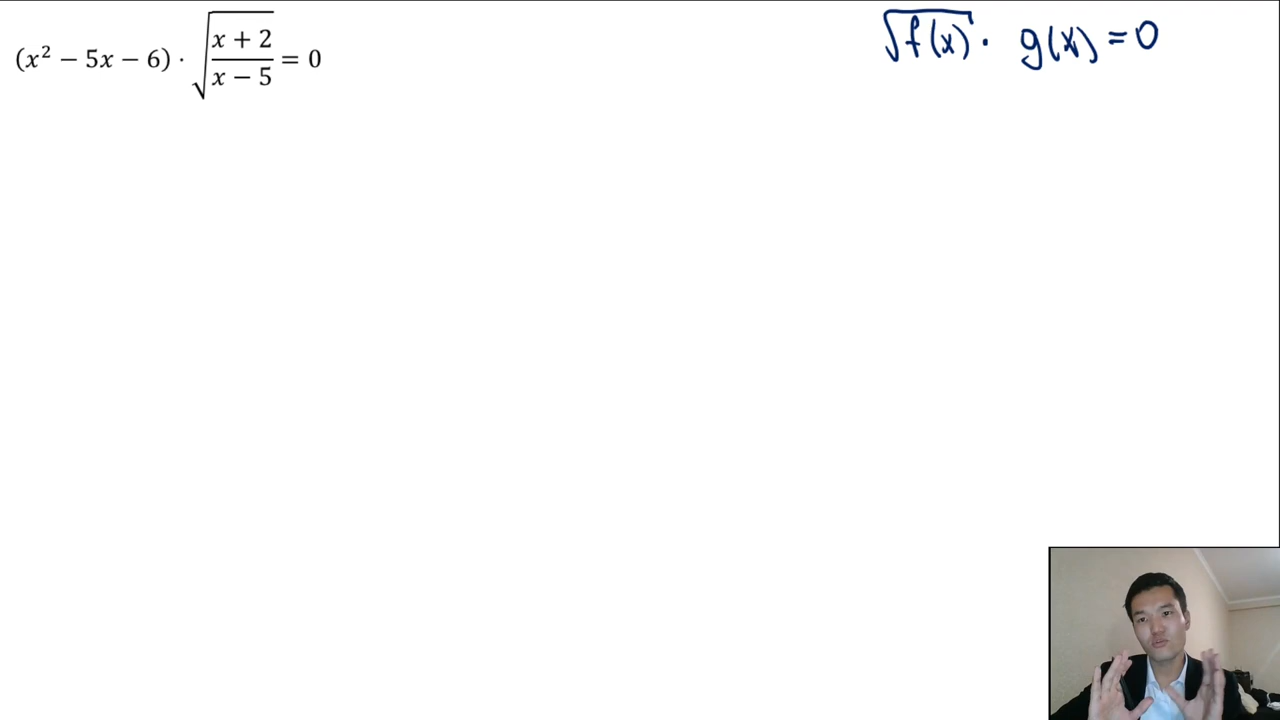 (x² − 5x − 6) · √((x + 2)/(x − 5)) = 0
√f(x) · g(x) = 0